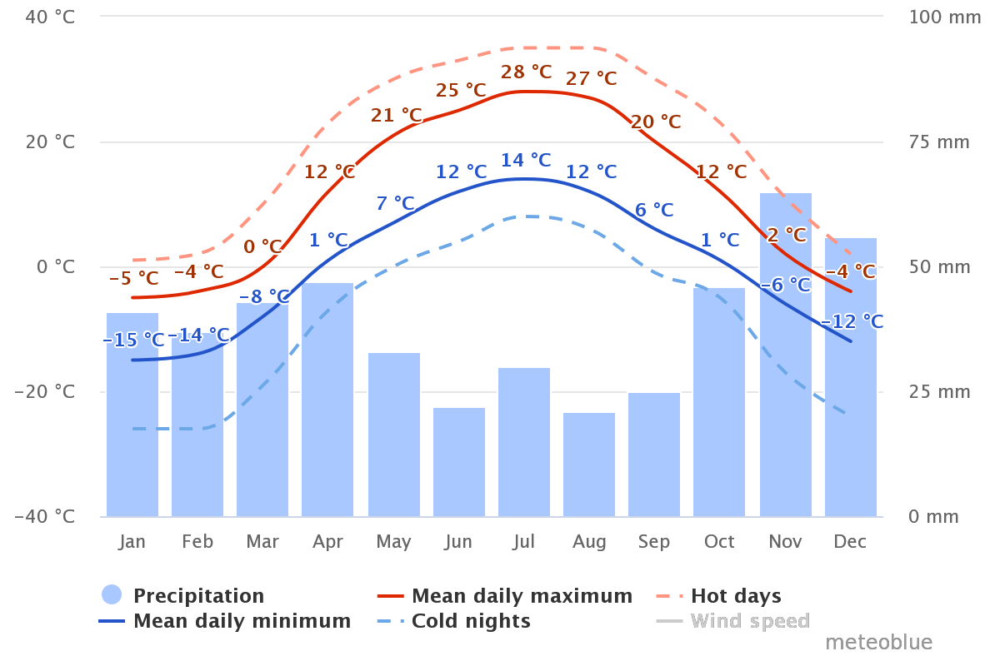 40 °C
100 mm
28 °C
27 °C
25 °C
21 °C
20 °C
20 °C
75 mm
14 °C
12 °C
12 °C
12 °C
12 °C
7 °C
6 °C
1 °C
1 °C
2 °C
0 °C
0 °C
50 mm
−5 °C
−4 °C
−4 °C
−8 °C
−6 °C
−15 °C
−14 °C
−12 °C
−20 °C
25 mm
−40 °C
0 mm
Jan Feb Mar Apr May Jun Jul Aug Sep Oct Nov Dec
Precipitation Mean daily maximum Hot days
Mean daily minimum Cold nights Wind speed
meteoblue